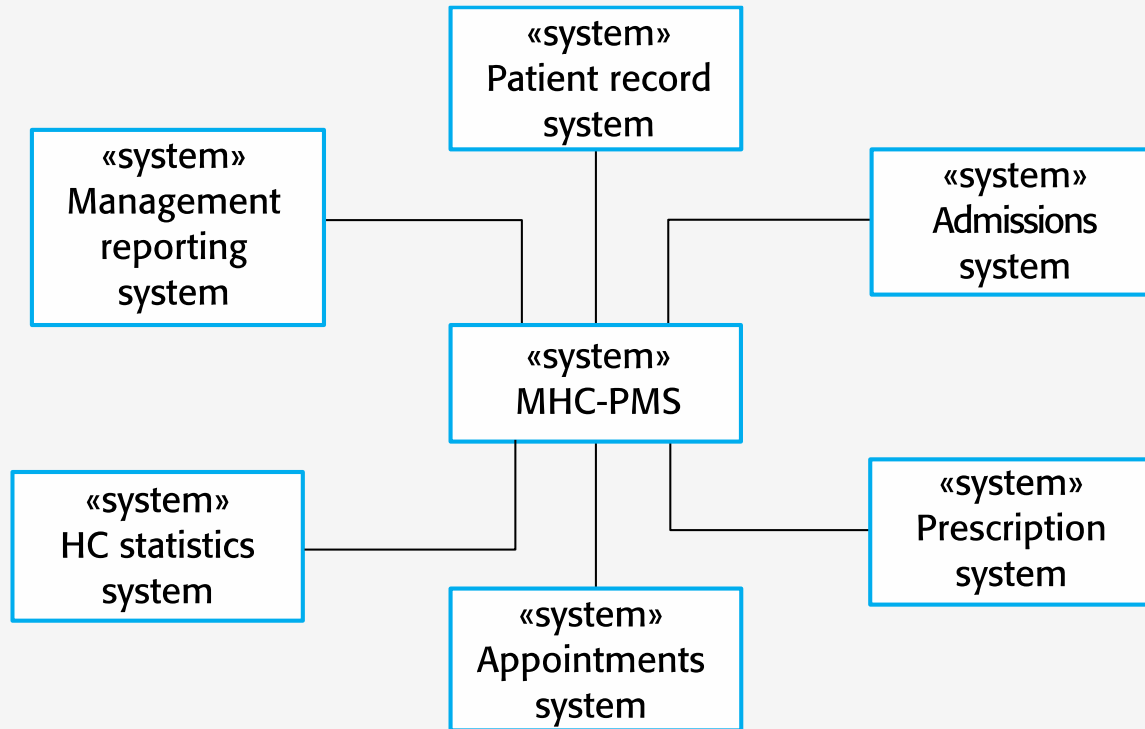 «system»
Patient record
system
«system»
Management
reporting
system
«system»
Admissions
system
«system»
MHC-PMS
«system»
HC statistics
system
«system»
Prescription
system
«system»
Appointments
system